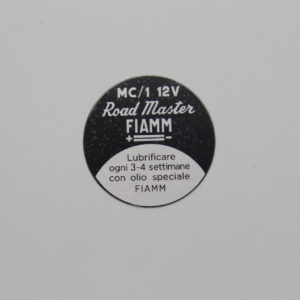 MC/1 12V
Road Master
FIAMM
+ -
Lubrificare
ogni 3-4 settimane
con olio speciale
FIAMM